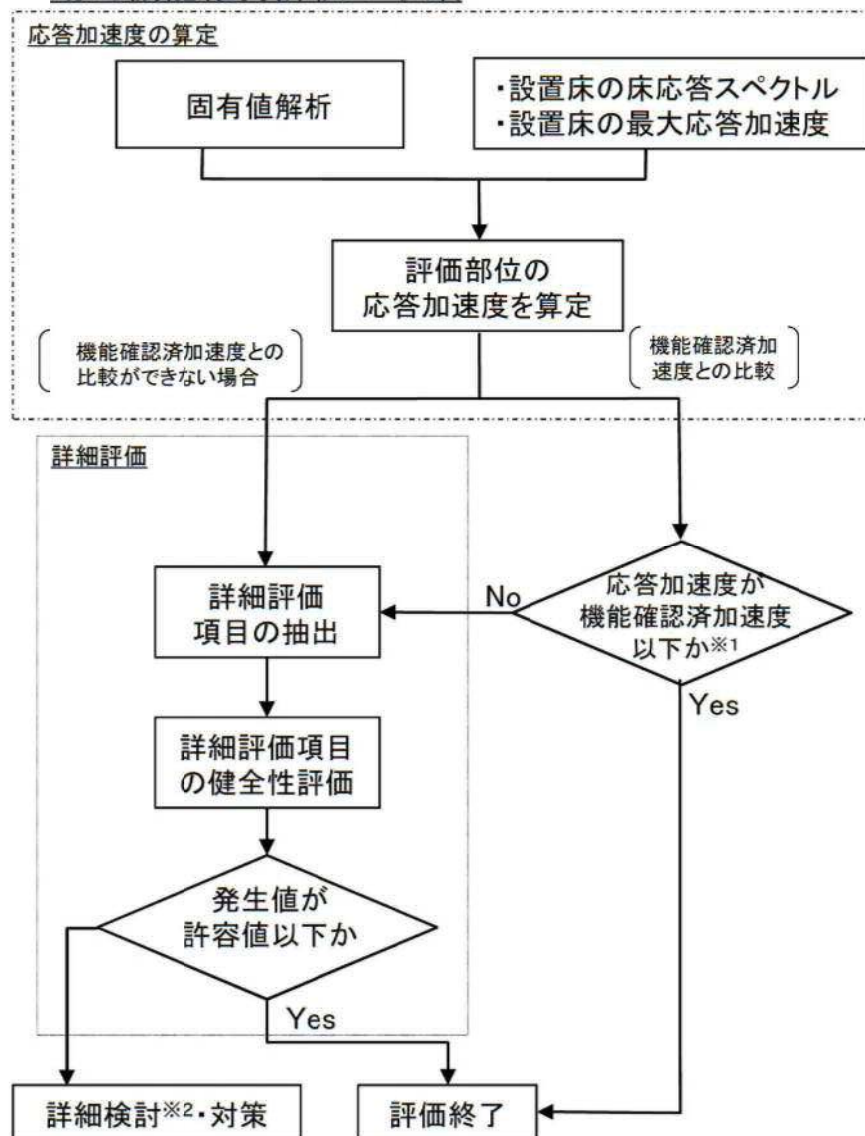 応答加速度の算定
固有値解析
・設置床の床応答スペクトル
・設置床の最大応答加速度
評価部位の
応答加速度を算定
機能確認済加速度との
比較ができない場合
機能確認済加
速度との比較
詳細評価
詳細評価
項目の抽出
No
応答加速度が
機能確認済加速度
以下か※1
Yes
詳細評価項目
の健全性評価
発生値が
許容値以下か
Yes
詳細検討※2・対策
評価終了